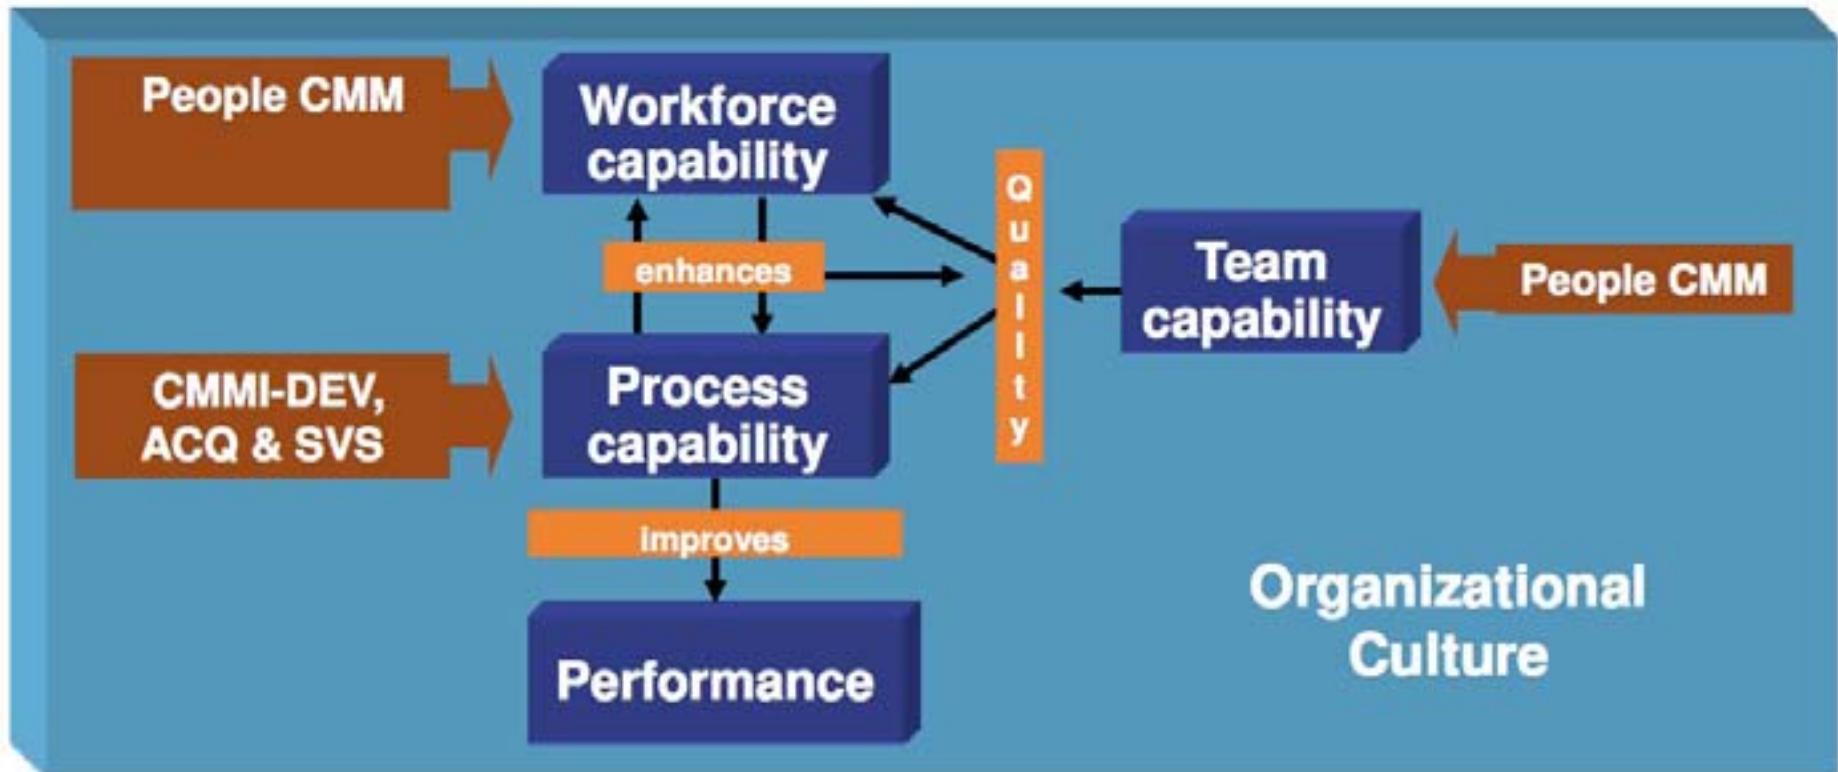 People CMM
Workforce
capability
Quality
enhances
Team
capability
People CMM
CMMI-DEV,
ACQ & SVS
Process
capability
improves
Performance
Organizational
Culture